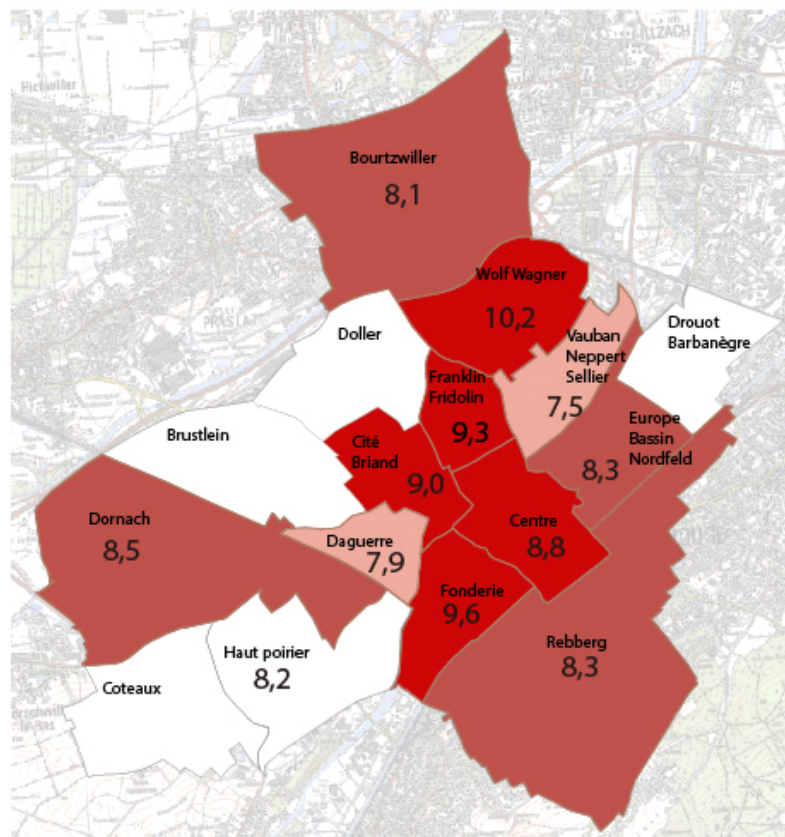 ILLZACH
Richwiller
Bourtzwiller
8,1
Wolf Wagner
10,2
Doller
Drouot
Barbanègre
Vauban
Neppert
Sellier
7,5
Franklin
Fridolin
9,3
Europe
Bassin
Nordfeld
8,3
Brustlein
Cité
Briand
9,0
Dornach
8,5
Centre
8,8
Daguerre
7,9
Fonderie
9,6
Rebberg
8,3
Haut poirier
8,2
Coteaux